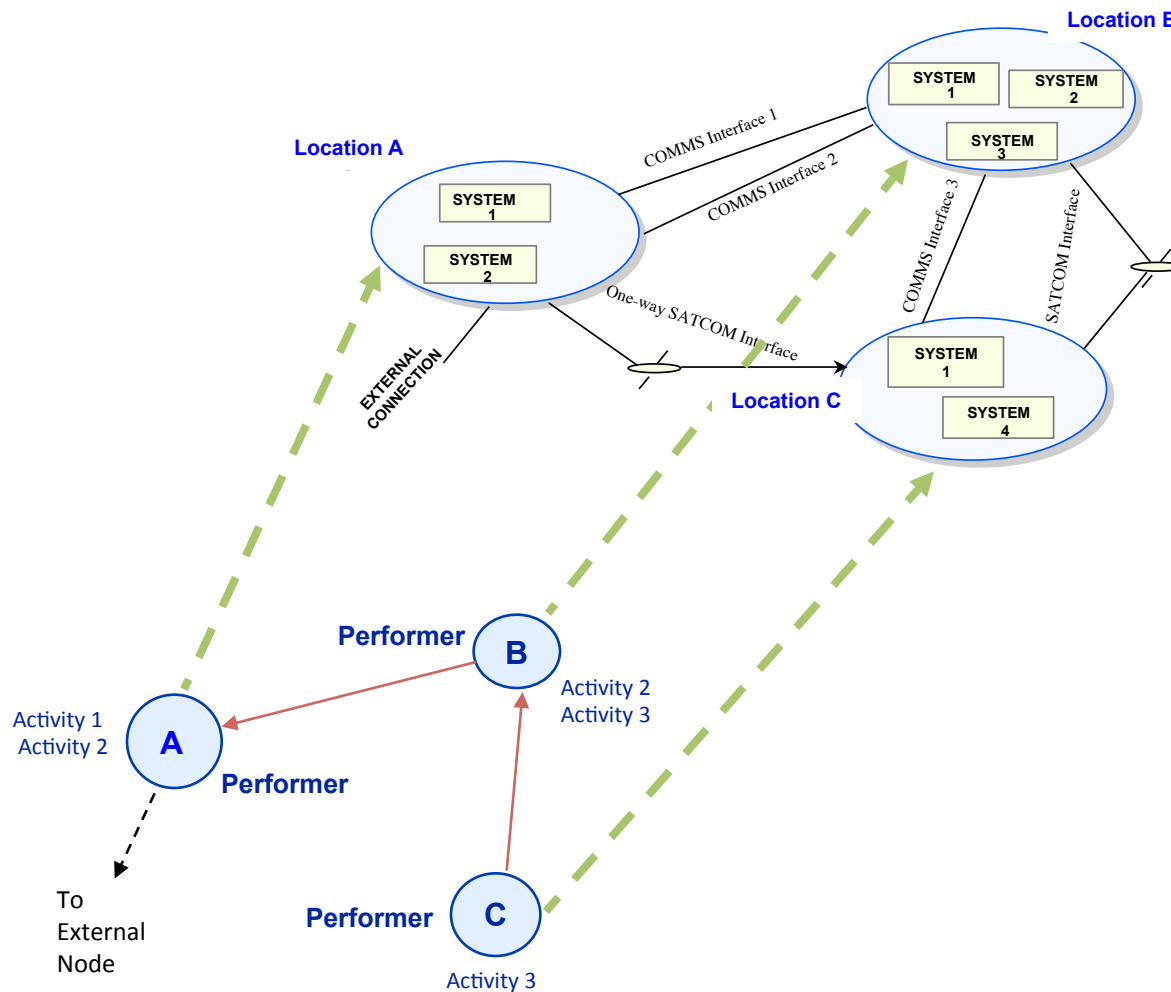 Location B
SYSTEM
1
SYSTEM
2
SYSTEM
3
COMMS Interface 1
COMMS Interface 2
Location A
SYSTEM
1
SYSTEM
2
COMMS Interface 3
SATCOM Interface
One-way SATCOM Interface
EXTERNAL
CONNECTION
SYSTEM
1
Location C
SYSTEM
4
Performer
B
Activity 2
Activity 3
Activity 1
Activity 2
A
Performer
To
External
Node
Performer
C
Activity 3